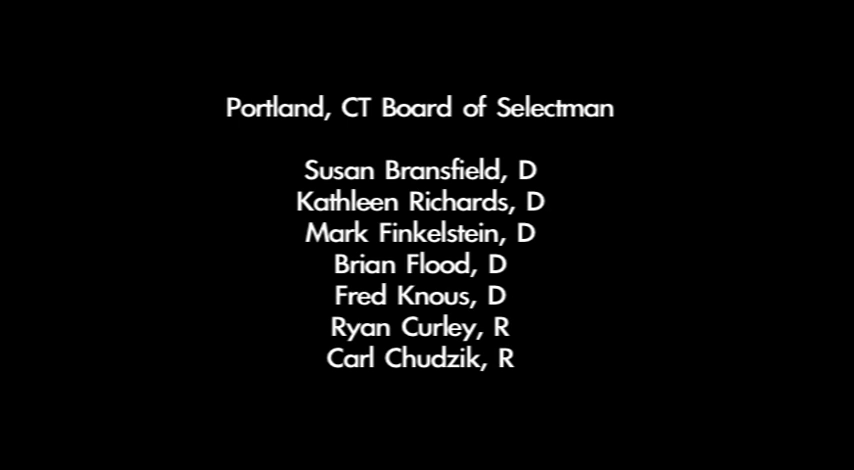 Portland, CT Board of Selectman
Susan Bransfield, D
Kathleen Richards, D
Mark Finkelstein, D
Brian Flood, D
Fred Knous, D
Ryan Curley, R
Carl Chudzik, R